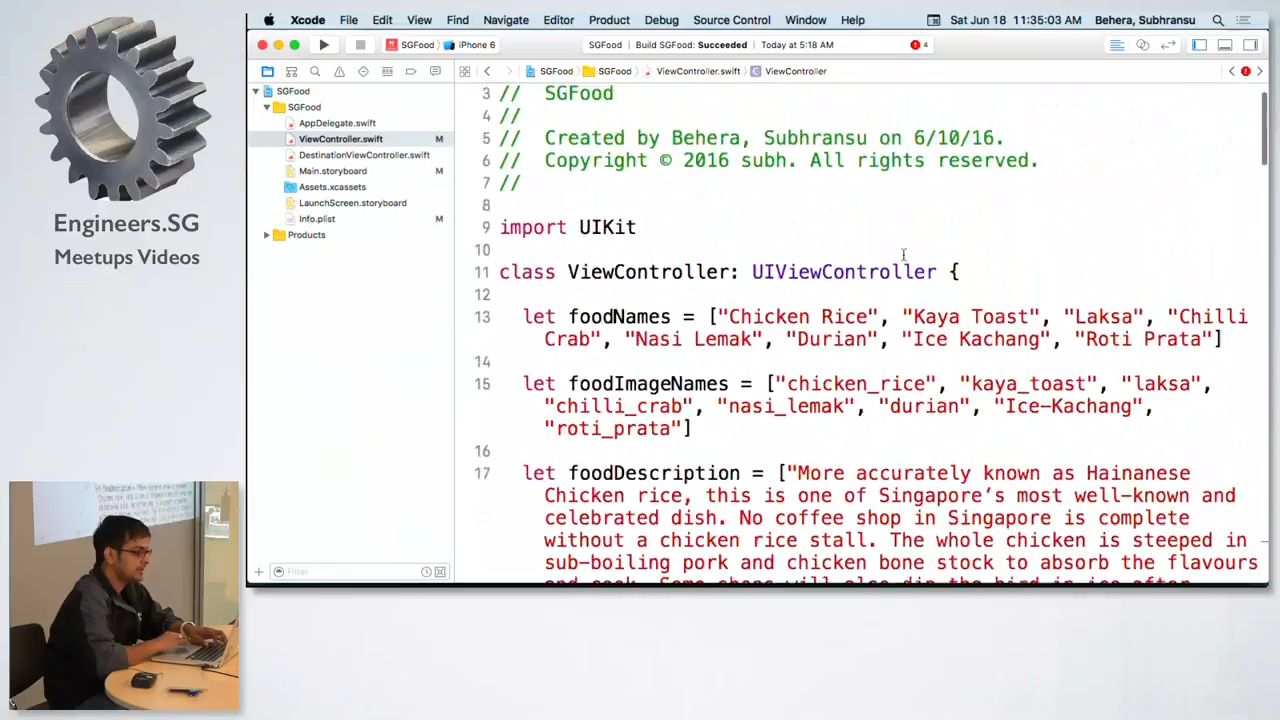 Xcode File Edit View Find Navigate Editor Product Debug Source Control Window Help Sat Jun 18 11:35:03 AM Behera, Subhransu
SGFood iPhone 6 SGFood Build SGFood: Succeeded Today at 5:18 AM 4
SGFood SGFood ViewController.swift C ViewController
SGFood
SGFood
AppDelegate.swift
ViewController.swift M
DestinationViewController.swift
Main.storyboard M
Assets.xcassets
LaunchScreen.storyboard
Info.plist M
Products
Filter
3 // SGFood
4 //
5 // Created by Behera, Subhransu on 6/10/16.
6 // Copyright © 2016 subh. All rights reserved.
7 //
8
9 import UIKit
10
11 class ViewController: UIViewController {
12
13 let foodNames = ["Chicken Rice", "Kaya Toast", "Laksa", "Chilli
Crab", "Nasi Lemak", "Durian", "Ice Kachang", "Roti Prata"]
14
15 let foodImageNames = ["chicken_rice", "kaya_toast", "laksa",
"chilli_crab", "nasi_lemak", "durian", "Ice-Kachang",
"roti_prata"]
16
17 let foodDescription = ["More accurately known as Hainanese
Chicken rice, this is one of Singapore's most well-known and
celebrated dish. No coffee shop in Singapore is complete
without a chicken rice stall. The whole chicken is steeped in
sub-boiling pork and chicken bone stock to absorb the flavours
Engineers.SG
Meetups Videos